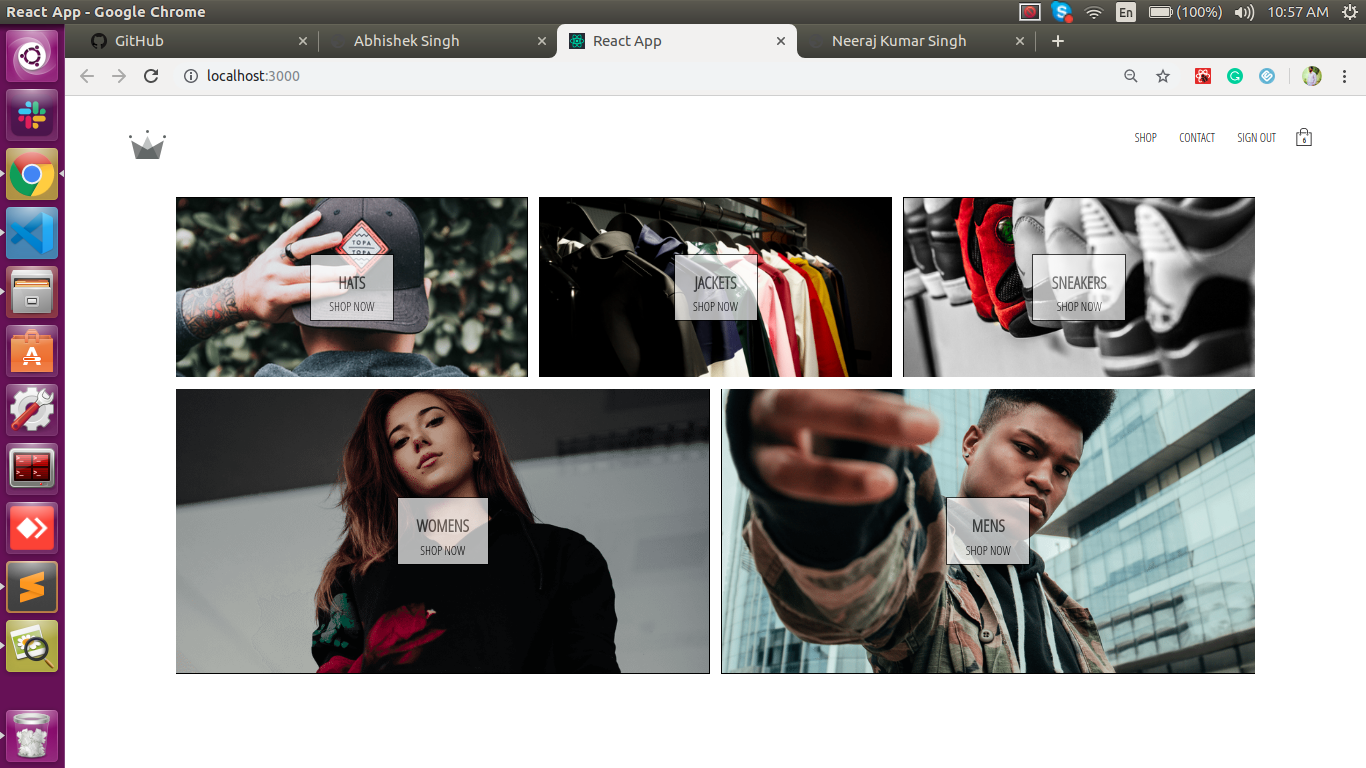 React App - Google Chrome
En
(100%)
10:57 AM
GitHub
Abhishek Singh
React App
Neeraj Kumar Singh
localhost:3000
SHOP
CONTACT
SIGN OUT
6
TOPA
TOPA
HATS
SHOP NOW
JACKETS
SHOP NOW
SNEAKERS
SHOP NOW
WOMENS
SHOP NOW
MENS
SHOP NOW